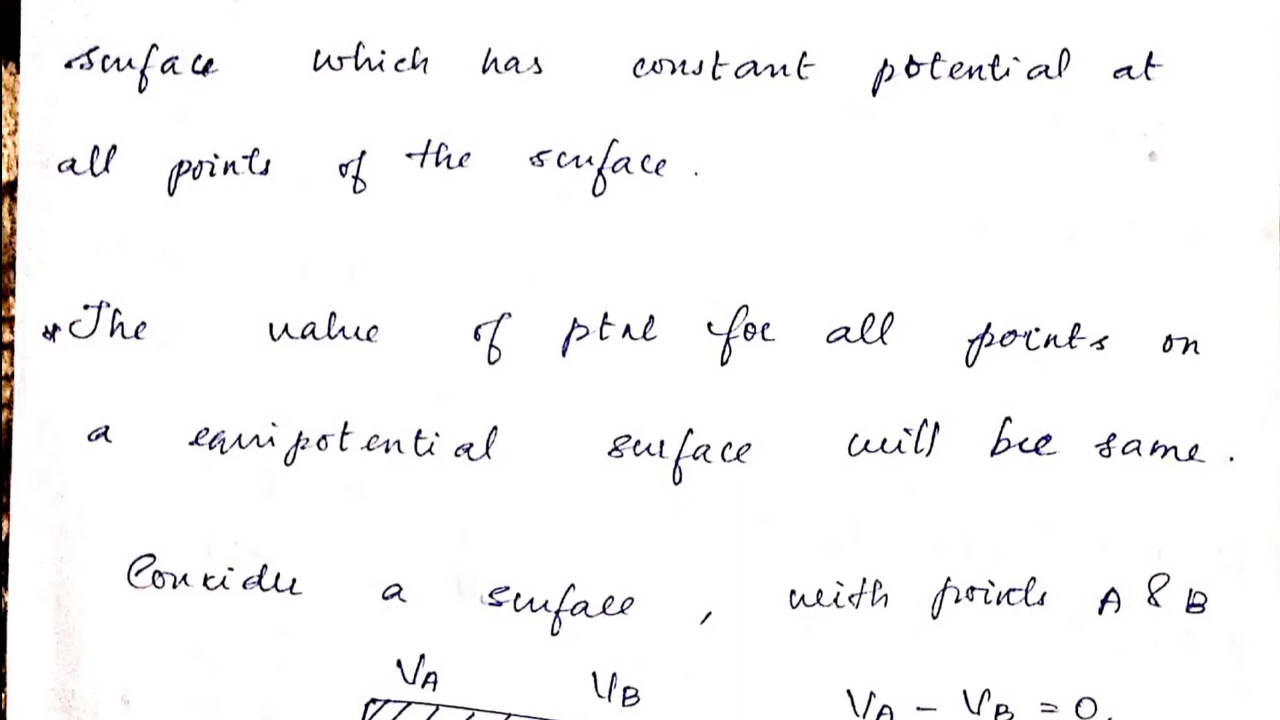 surface which has constant potential at
all points of the surface.
* The value of ptnl for all points on
a equipotential surface will be same.
Consider a surface, with points A & B
VA VB
VA - VB = 0.